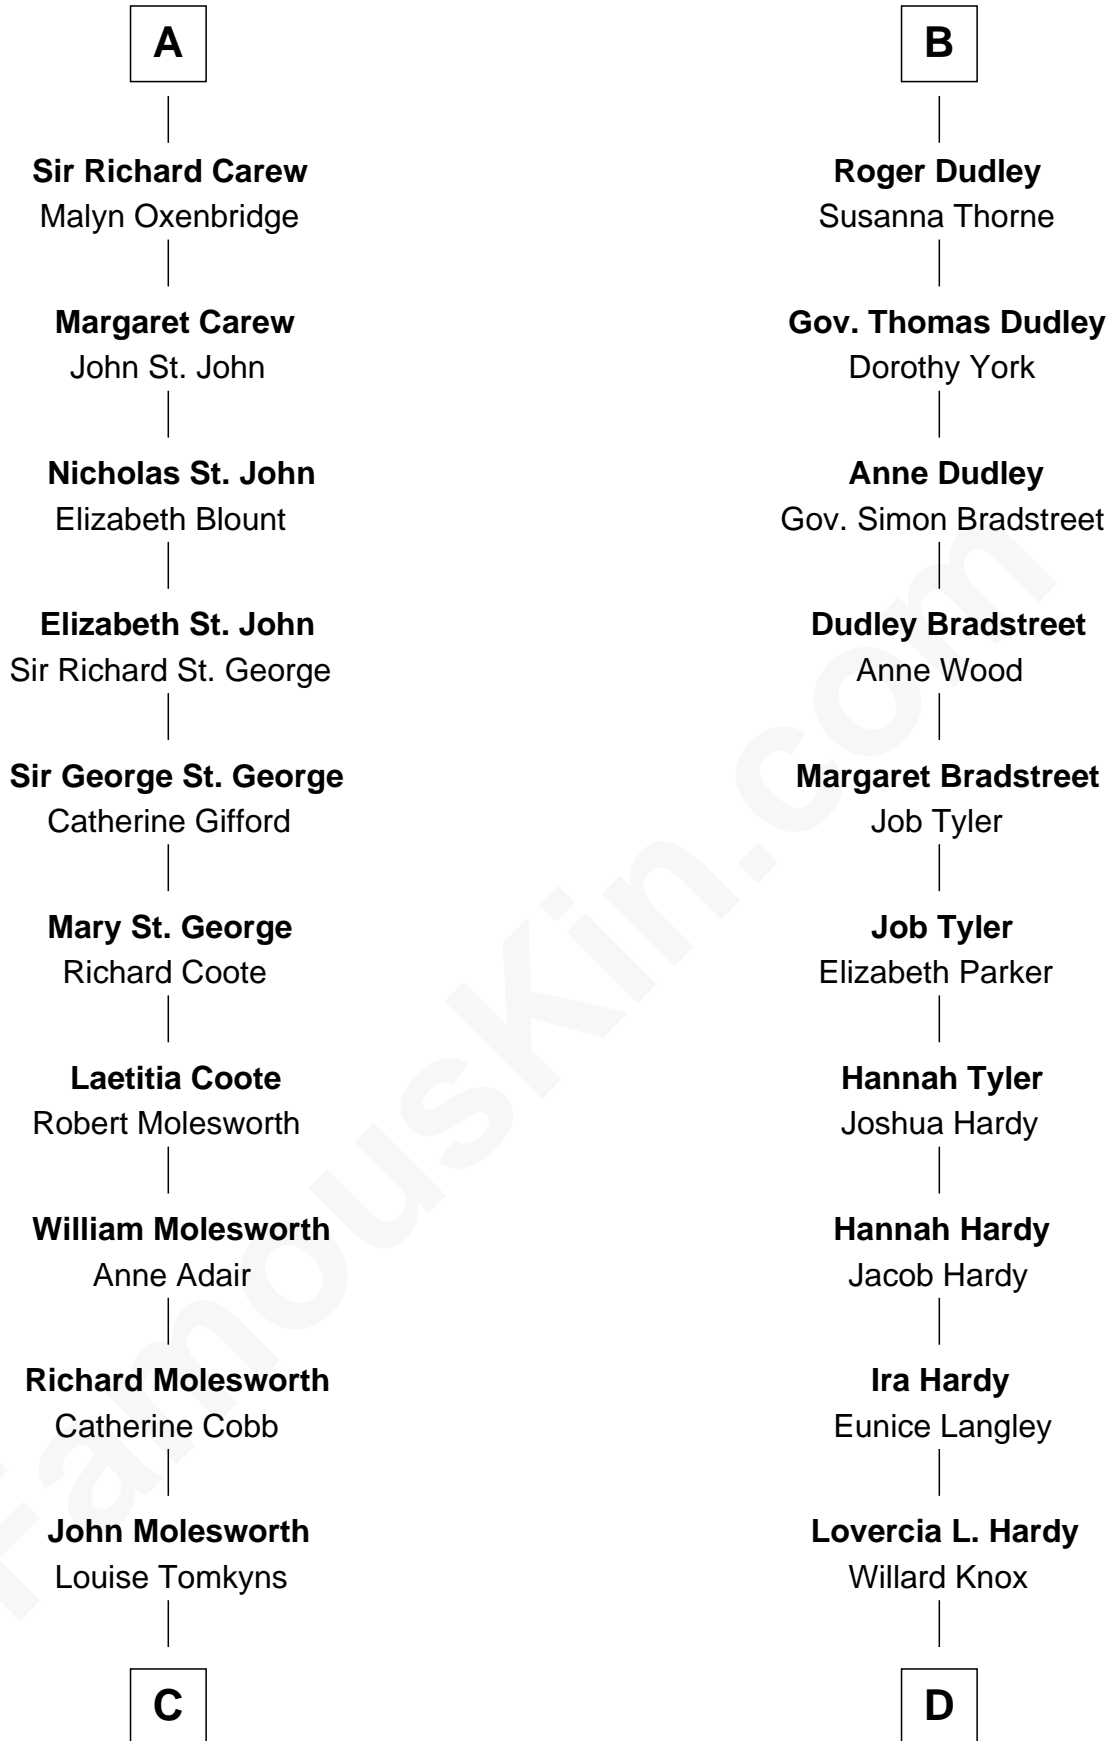 A
Sir Richard Carew
Malyn Oxenbridge
Margaret Carew
John St. John
Nicholas St. John
Elizabeth Blount
Elizabeth St. John
Sir Richard St. George
Sir George St. George
Catherine Gifford
Mary St. George
Richard Coote
Laetitia Coote
Robert Molesworth
William Molesworth
Anne Adair
Richard Molesworth
Catherine Cobb
John Molesworth
Louise Tomkyns
C
B
Roger Dudley
Susanna Thorne
Gov. Thomas Dudley
Dorothy York
Anne Dudley
Gov. Simon Bradstreet
Dudley Bradstreet
Anne Wood
Margaret Bradstreet
Job Tyler
Job Tyler
Elizabeth Parker
Hannah Tyler
Joshua Hardy
Hannah Hardy
Jacob Hardy
Ira Hardy
Eunice Langley
Lovercia L. Hardy
Willard Knox
D
FamousKin.com